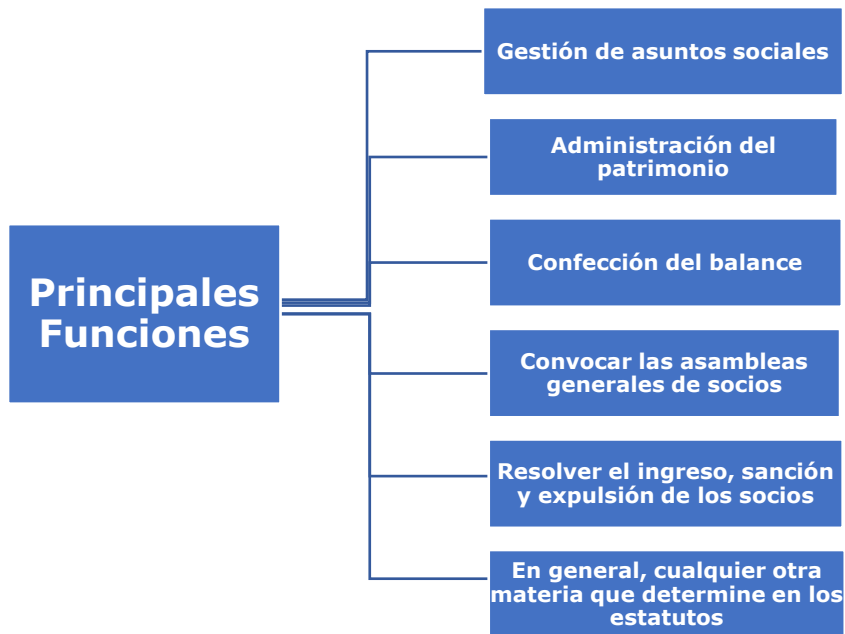 Principales
Funciones
Gestión de asuntos sociales
Administración del
patrimonio
Confección del balance
Convocar las asambleas
generales de socios
Resolver el ingreso, sanción
y expulsión de los socios
En general, cualquier otra
materia que determine en los
estatutos